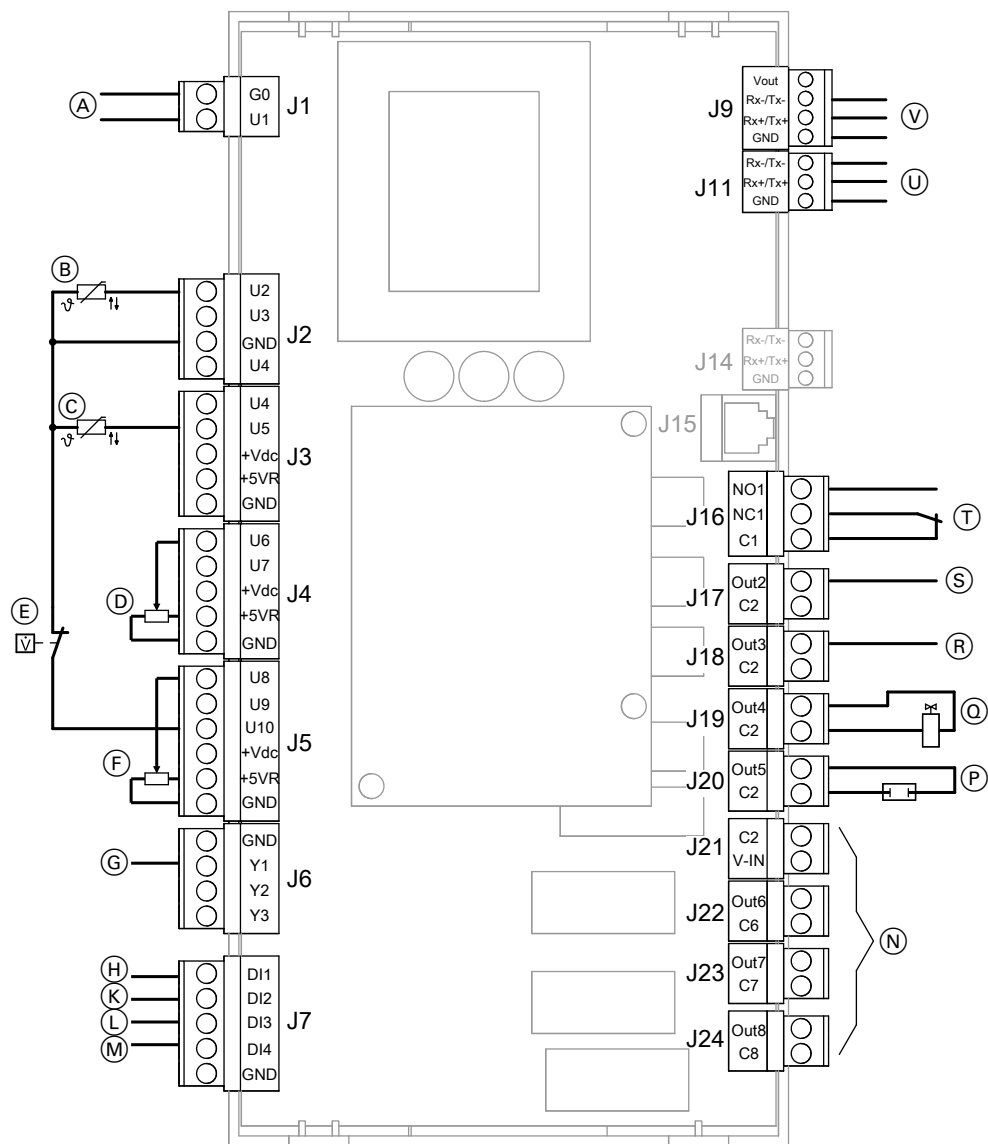 A
G0
U1
J1
B
ϑ
U2
U3
GND
U4
J2
C
ϑ
U4
U5
+Vdc
+5VR
GND
J3
D
U6
U7
+Vdc
+5VR
GND
J4
E
V̇
U8
U9
U10
+Vdc
+5VR
GND
J5
F
G
GND
Y1
Y2
Y3
J6
H
K
L
M
DI1
DI2
DI3
DI4
GND
J7
J9
Vout
Rx-/Tx-
Rx+/Tx+
GND
V
J11
Rx-/Tx-
Rx+/Tx+
GND
U
J14
Rx-/Tx-
Rx+/Tx+
GND
J15
J16
NO1
NC1
C1
T
J17
Out2
C2
S
J18
Out3
C2
R
J19
Out4
C2
Q
J20
Out5
C2
P
J21
C2
V-IN
J22
Out6
C6
N
J23
Out7
C7
J24
Out8
C8